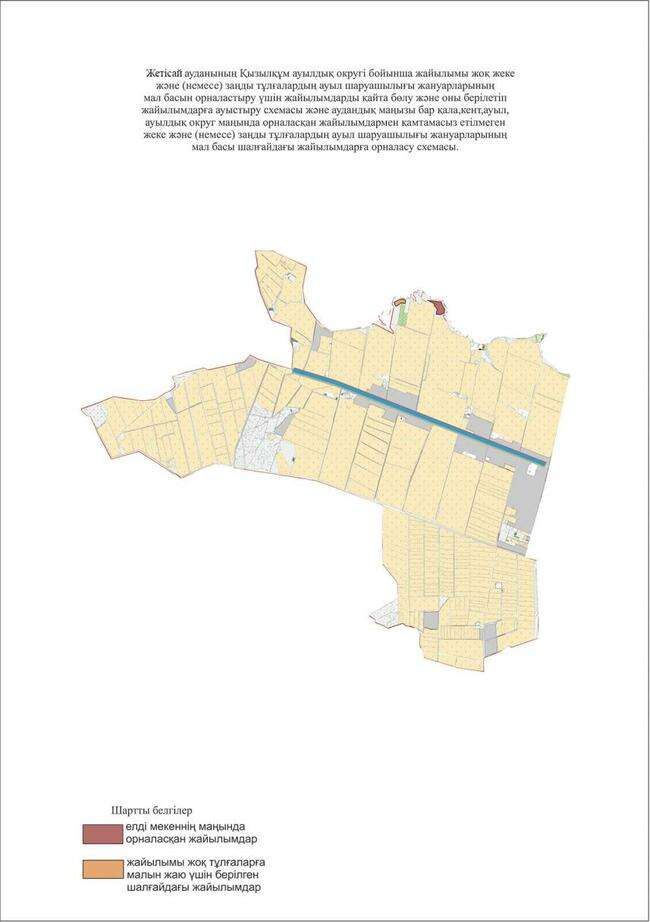 Жетісай ауданының Қызылқұм ауылдық округі бойынша жайылымы жоқ жеке
және (немесе) заңды тұлғалардың ауыл шаруашылығы жануарларының
мал басын орналастыру үшін жайылымдарды қайта бөлу және оны берілетіп
жайылымдарға ауыстыру схемасы және аудандық маңызы бар қала,кент,ауыл,
ауылдық округ маңында орналасқан жайылымдармен қамтамасыз етілмеген
жеке және (немесе) заңды тұлғалардың ауыл шаруашылығы жануарларының
мал басы шалғайдағы жайылымдарға орналасу схемасы.
Шартты белгілер
елді мекеннің маңында
орналасқан жайылымдар
жайылымы жоқ тұлғаларға
малын жаю үшін берілген
шалғайдағы жайылымдар